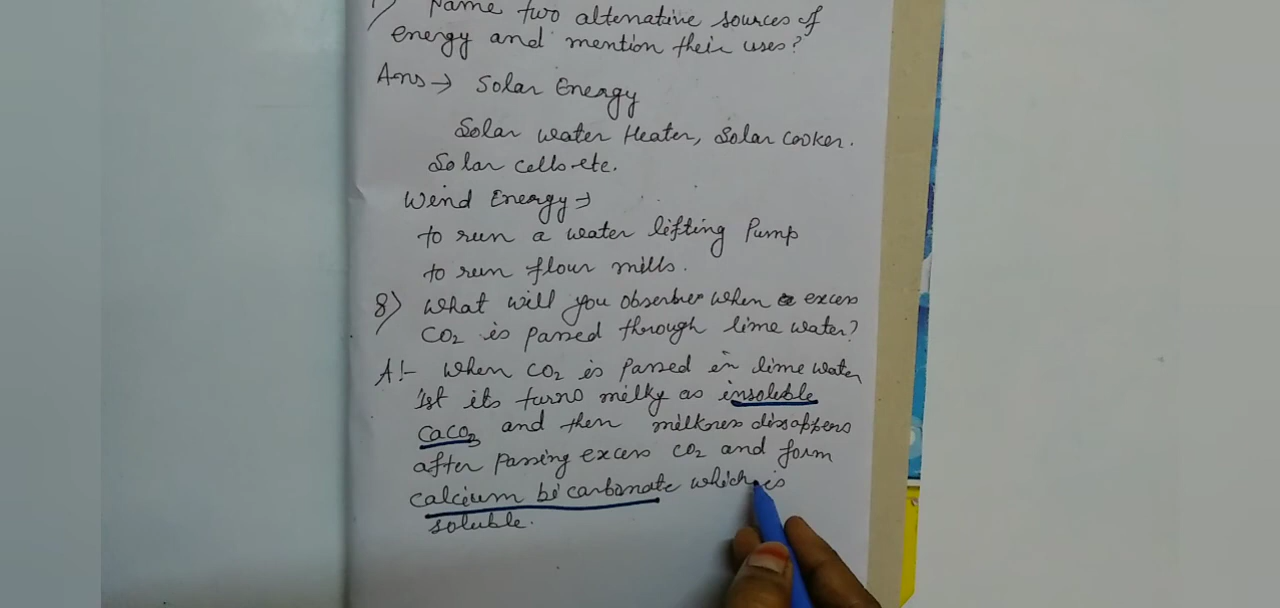 7) Name two alternative sources of
energy and mention their uses?
Ans → Solar Energy
Solar water Heater, Solar cooker.
Solar cells etc.
Wind Energy →
to run a water lifting Pump
to run flour mills.
8) What will you observe when excess
CO2 is passed through lime water?
A:- When CO2 is passed in lime water
1st its turns milky as insoluble
CaCO3 and then milkness dissappers
after passing excess CO2 and form
calcium bi carbonate which is
soluble.